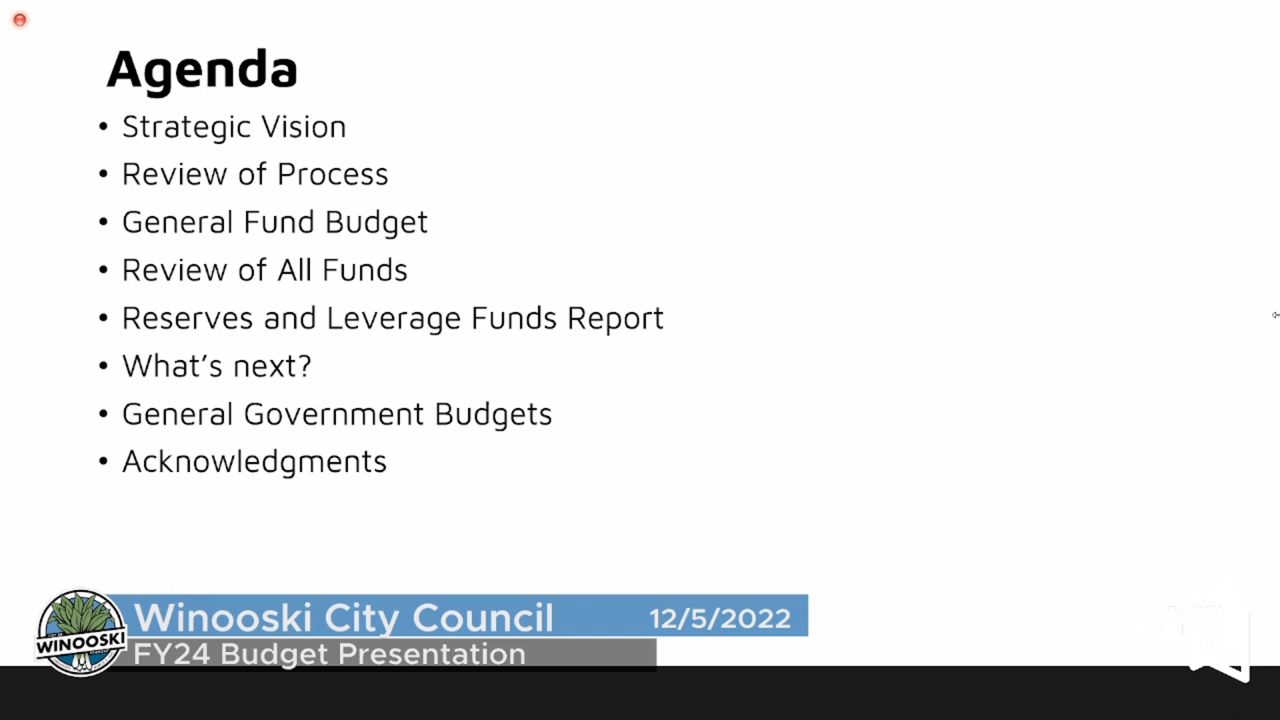 Agenda
• Strategic Vision
• Review of Process
• General Fund Budget
• Review of All Funds
• Reserves and Leverage Funds Report
• What’s next?
• General Government Budgets
• Acknowledgments
Winooski City Council 12/5/2022
FY24 Budget Presentation
WINOOSKI